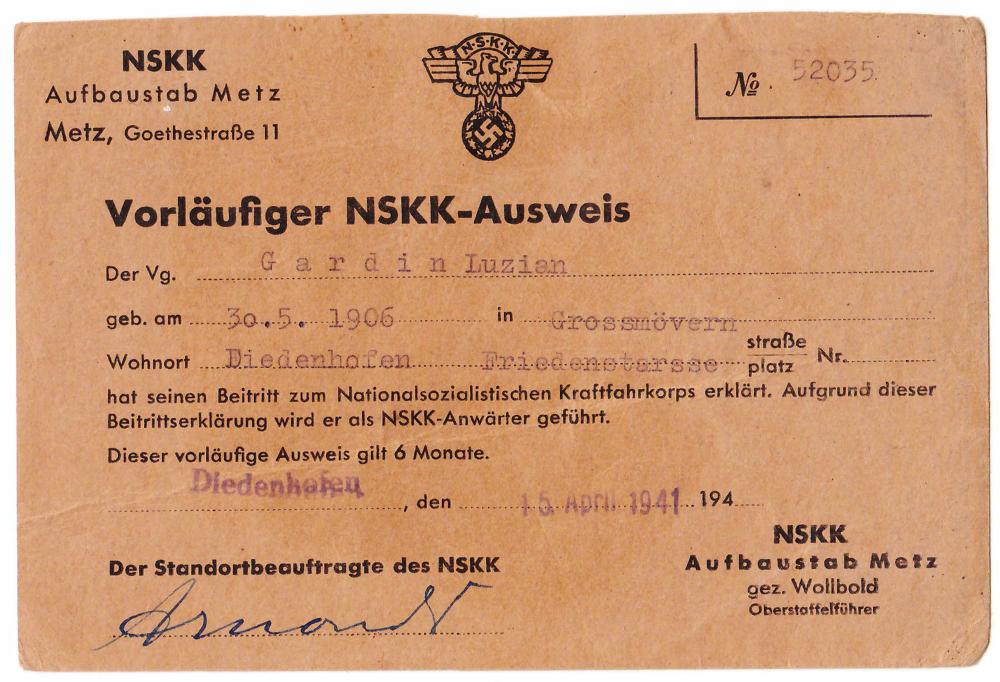 NSKK
Aufbaustab Metz
Metz, Goethestraße 11
N·S·K·K·
№ . 52035.
Vorläufiger NSKK-Ausweis
Der Vg. Gardin Luzian
geb. am 30.5. 1906 in Grossmövern
Wohnort Diedenhofen Friedenstarsse straße platz Nr.
hat seinen Beitritt zum Nationalsozialistischen Kraftfahrkorps erklärt. Aufgrund dieser
Beitrittserklärung wird er als NSKK-Anwärter geführt.
Dieser vorläufige Ausweis gilt 6 Monate.
Diedenhofen, den 15. April 1941 194
Der Standortbeauftragte des NSKK
NSKK
Aufbaustab Metz
gez. Wollbold
Oberstaffelführer